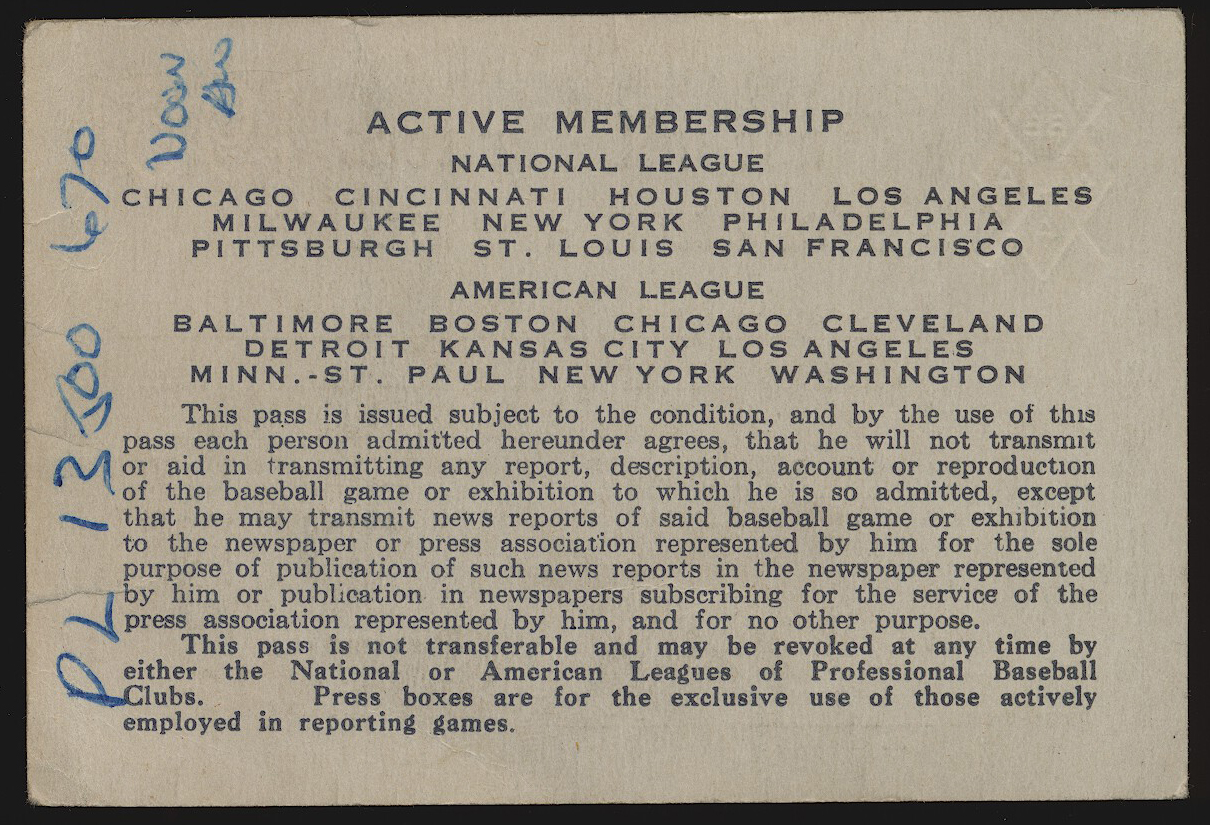 ACTIVE MEMBERSHIP
NATIONAL LEAGUE
CHICAGO CINCINNATI HOUSTON LOS ANGELES
MILWAUKEE NEW YORK PHILADELPHIA
PITTSBURGH ST. LOUIS SAN FRANCISCO
AMERICAN LEAGUE
BALTIMORE BOSTON CHICAGO CLEVELAND
DETROIT KANSAS CITY LOS ANGELES
MINN.-ST. PAUL NEW YORK WASHINGTON
This pass is issued subject to the condition, and by the use of this
pass each person admitted hereunder agrees, that he will not transmit
or aid in transmitting any report, description, account or reproduction
of the baseball game or exhibition to which he is so admitted, except
that he may transmit news reports of said baseball game or exhibition
to the newspaper or press association represented by him for the sole
purpose of publication of such news reports in the newspaper represented
by him or publication in newspapers subscribing for the service of the
press association represented by him, and for no other purpose.
This pass is not transferable and may be revoked at any time by
either the National or American Leagues of Professional Baseball
Clubs. Press boxes are for the exclusive use of those actively
employed in reporting games.
PL 13500 670